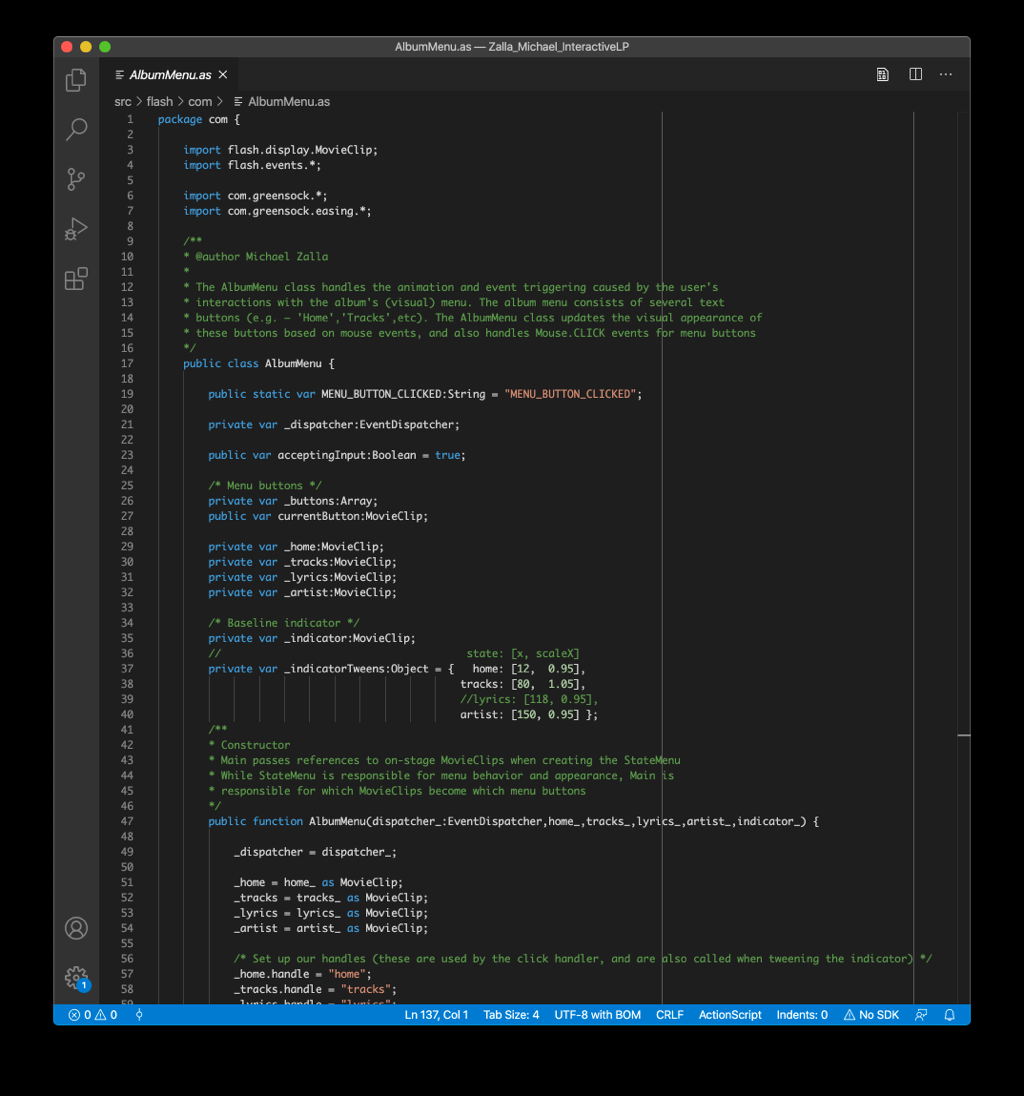 AlbumMenu.as — Zalla_Michael_InteractiveLP
AlbumMenu.as
src > flash > com > AlbumMenu.as
1 package com {
2
3 import flash.display.MovieClip;
4 import flash.events.*;
5
6 import com.greensock.*;
7 import com.greensock.easing.*;
8
9 /**
10 * @author Michael Zalla
11 *
12 * The AlbumMenu class handles the animation and event triggering caused by the user's
13 * interactions with the album's (visual) menu. The album menu consists of several text
14 * buttons (e.g. - 'Home','Tracks',etc). The AlbumMenu class updates the visual appearance of
15 * these buttons based on mouse events, and also handles Mouse.CLICK events for menu buttons
16 */
17 public class AlbumMenu {
18
19 public static var MENU_BUTTON_CLICKED:String = "MENU_BUTTON_CLICKED";
20
21 private var _dispatcher:EventDispatcher;
22
23 public var acceptingInput:Boolean = true;
24
25 /* Menu buttons */
26 private var _buttons:Array;
27 public var currentButton:MovieClip;
28
29 private var _home:MovieClip;
30 private var _tracks:MovieClip;
31 private var _lyrics:MovieClip;
32 private var _artist:MovieClip;
33
34 /* Baseline indicator */
35 private var _indicator:MovieClip;
36 // state: [x, scaleX]
37 private var _indicatorTweens:Object = { home: [12, 0.95],
38 tracks: [80, 1.05],
39 //lyrics: [118, 0.95],
40 artist: [150, 0.95] };
41 /**
42 * Constructor
43 * Main passes references to on-stage MovieClips when creating the StateMenu
44 * While StateMenu is responsible for menu behavior and appearance, Main is
45 * responsible for which MovieClips become which menu buttons
46 */
47 public function AlbumMenu(dispatcher_:EventDispatcher,home_,tracks_,lyrics_,artist_,indicator_) {
48
49 _dispatcher = dispatcher_;
50
51 _home = home_ as MovieClip;
52 _tracks = tracks_ as MovieClip;
53 _lyrics = lyrics_ as MovieClip;
54 _artist = artist_ as MovieClip;
55
56 /* Set up our handles (these are used by the click handler, and are also called when tweening the indicator) */
57 _home.handle = "home";
58 _tracks.handle = "tracks";
59 _lyrics.handle = "lyrics";
0 0 Ln 137, Col 1 Tab Size: 4 UTF-8 with BOM CRLF ActionScript Indents: 0 No SDK
1